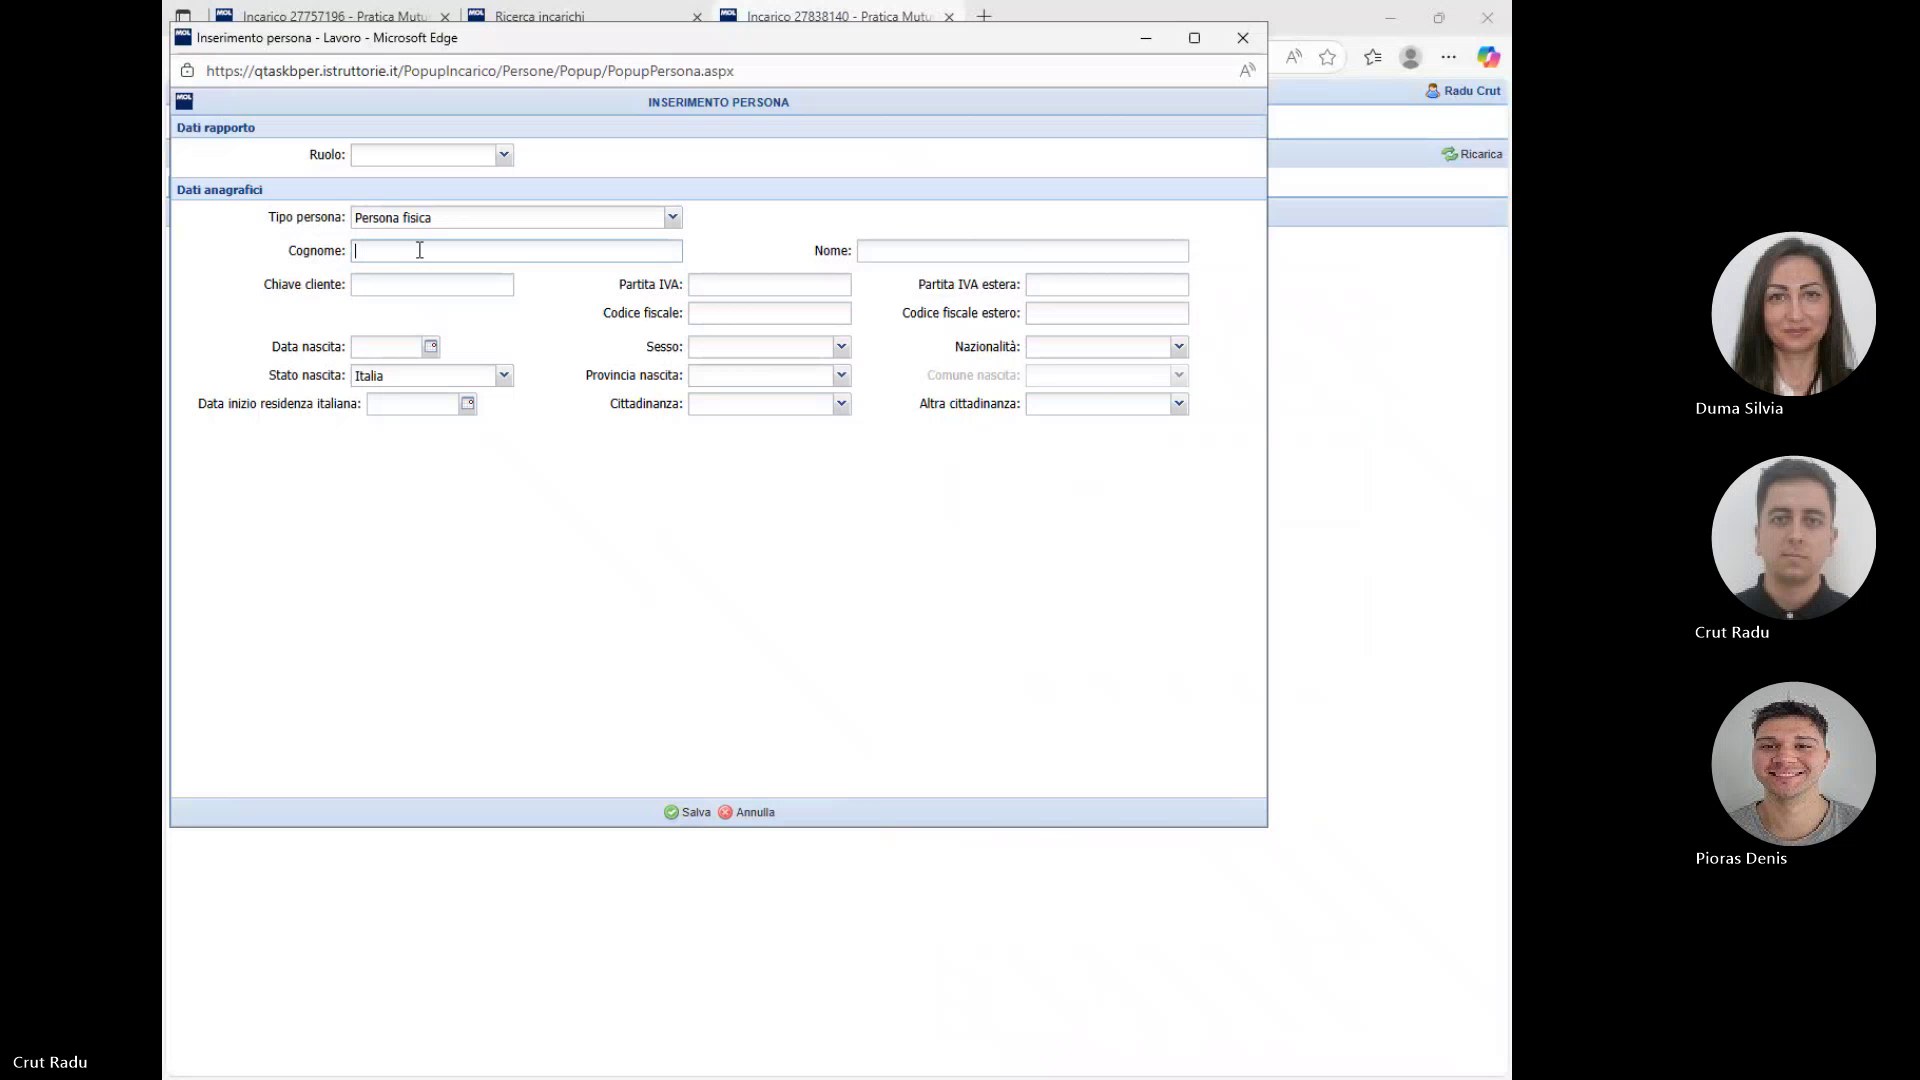 Incarico 27757196 - Pratica Mutu
Ricerca incarichi
Incarico 27838140 - Pratica Mutu
MOL Inserimento persona - Lavoro - Microsoft Edge
https://qtaskbper.istruttorie.it/PopupIncarico/Persone/Popup/PopupPersona.aspx
Radu Crut
MOL INSERIMENTO PERSONA
Dati rapporto
Ruolo:
Ricarica
Dati anagrafici
Tipo persona: Persona fisica
Cognome: Nome:
Chiave cliente: Partita IVA: Partita IVA estera:
Codice fiscale: Codice fiscale estero:
Data nascita: Sesso: Nazionalità:
Stato nascita: Italia Provincia nascita: Comune nascita:
Data inizio residenza italiana: Cittadinanza: Altra cittadinanza:
Salva Annulla
Duma Silvia
Crut Radu
Pioras Denis
Crut Radu